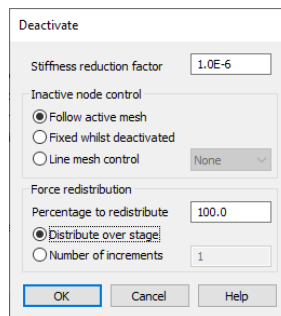 Deactivate
Stiffness reduction factor 1.0E-6
Inactive node control
Follow active mesh
Fixed whilst deactivated
Line mesh control None
Force redistribution
Percentage to redistribute 100.0
Distribute over stage
Number of increments 1
OK Cancel Help